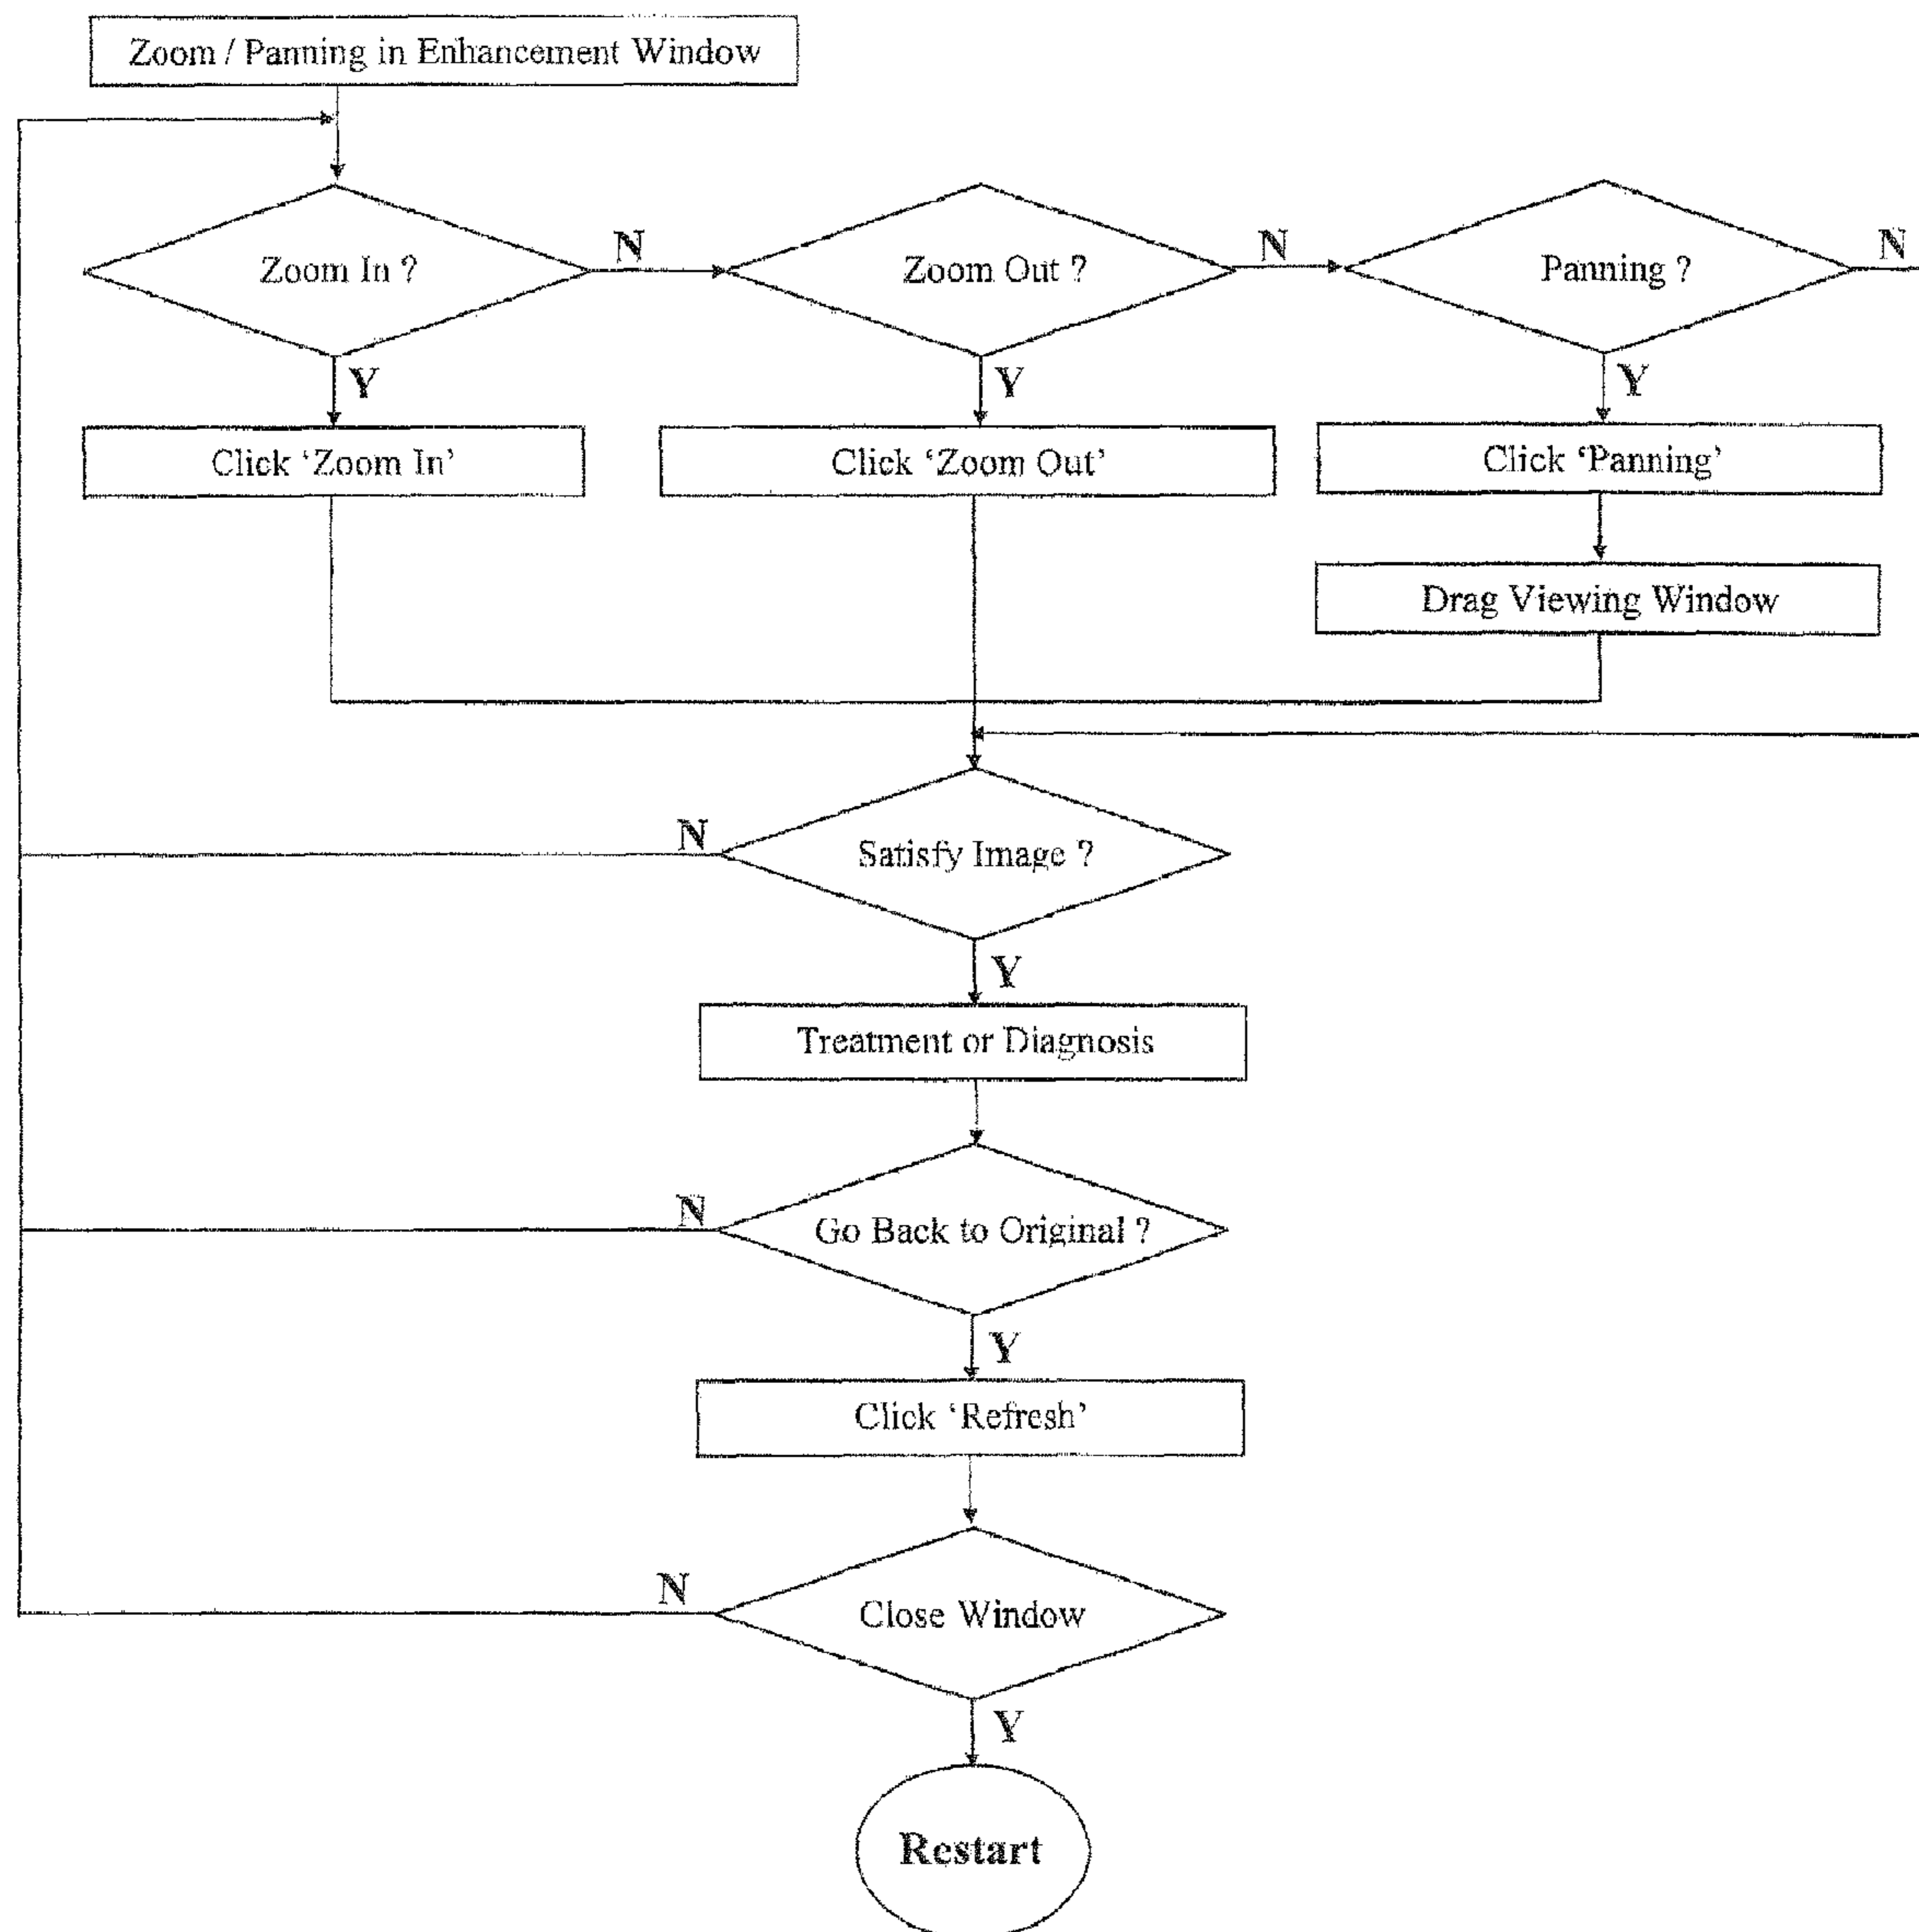 Zoom / Panning in Enhancement Window
Zoom In ?
N
Zoom Out ?
N
Panning ?
N
Y
Y
Y
Click ‘Zoom In’
Click ‘Zoom Out’
Click ‘Panning’
Drag Viewing Window
N
Satisfy Image ?
Y
Treatment or Diagnosis
N
Go Back to Original ?
Y
Click ‘Refresh’
N
Close Window
Y
Restart